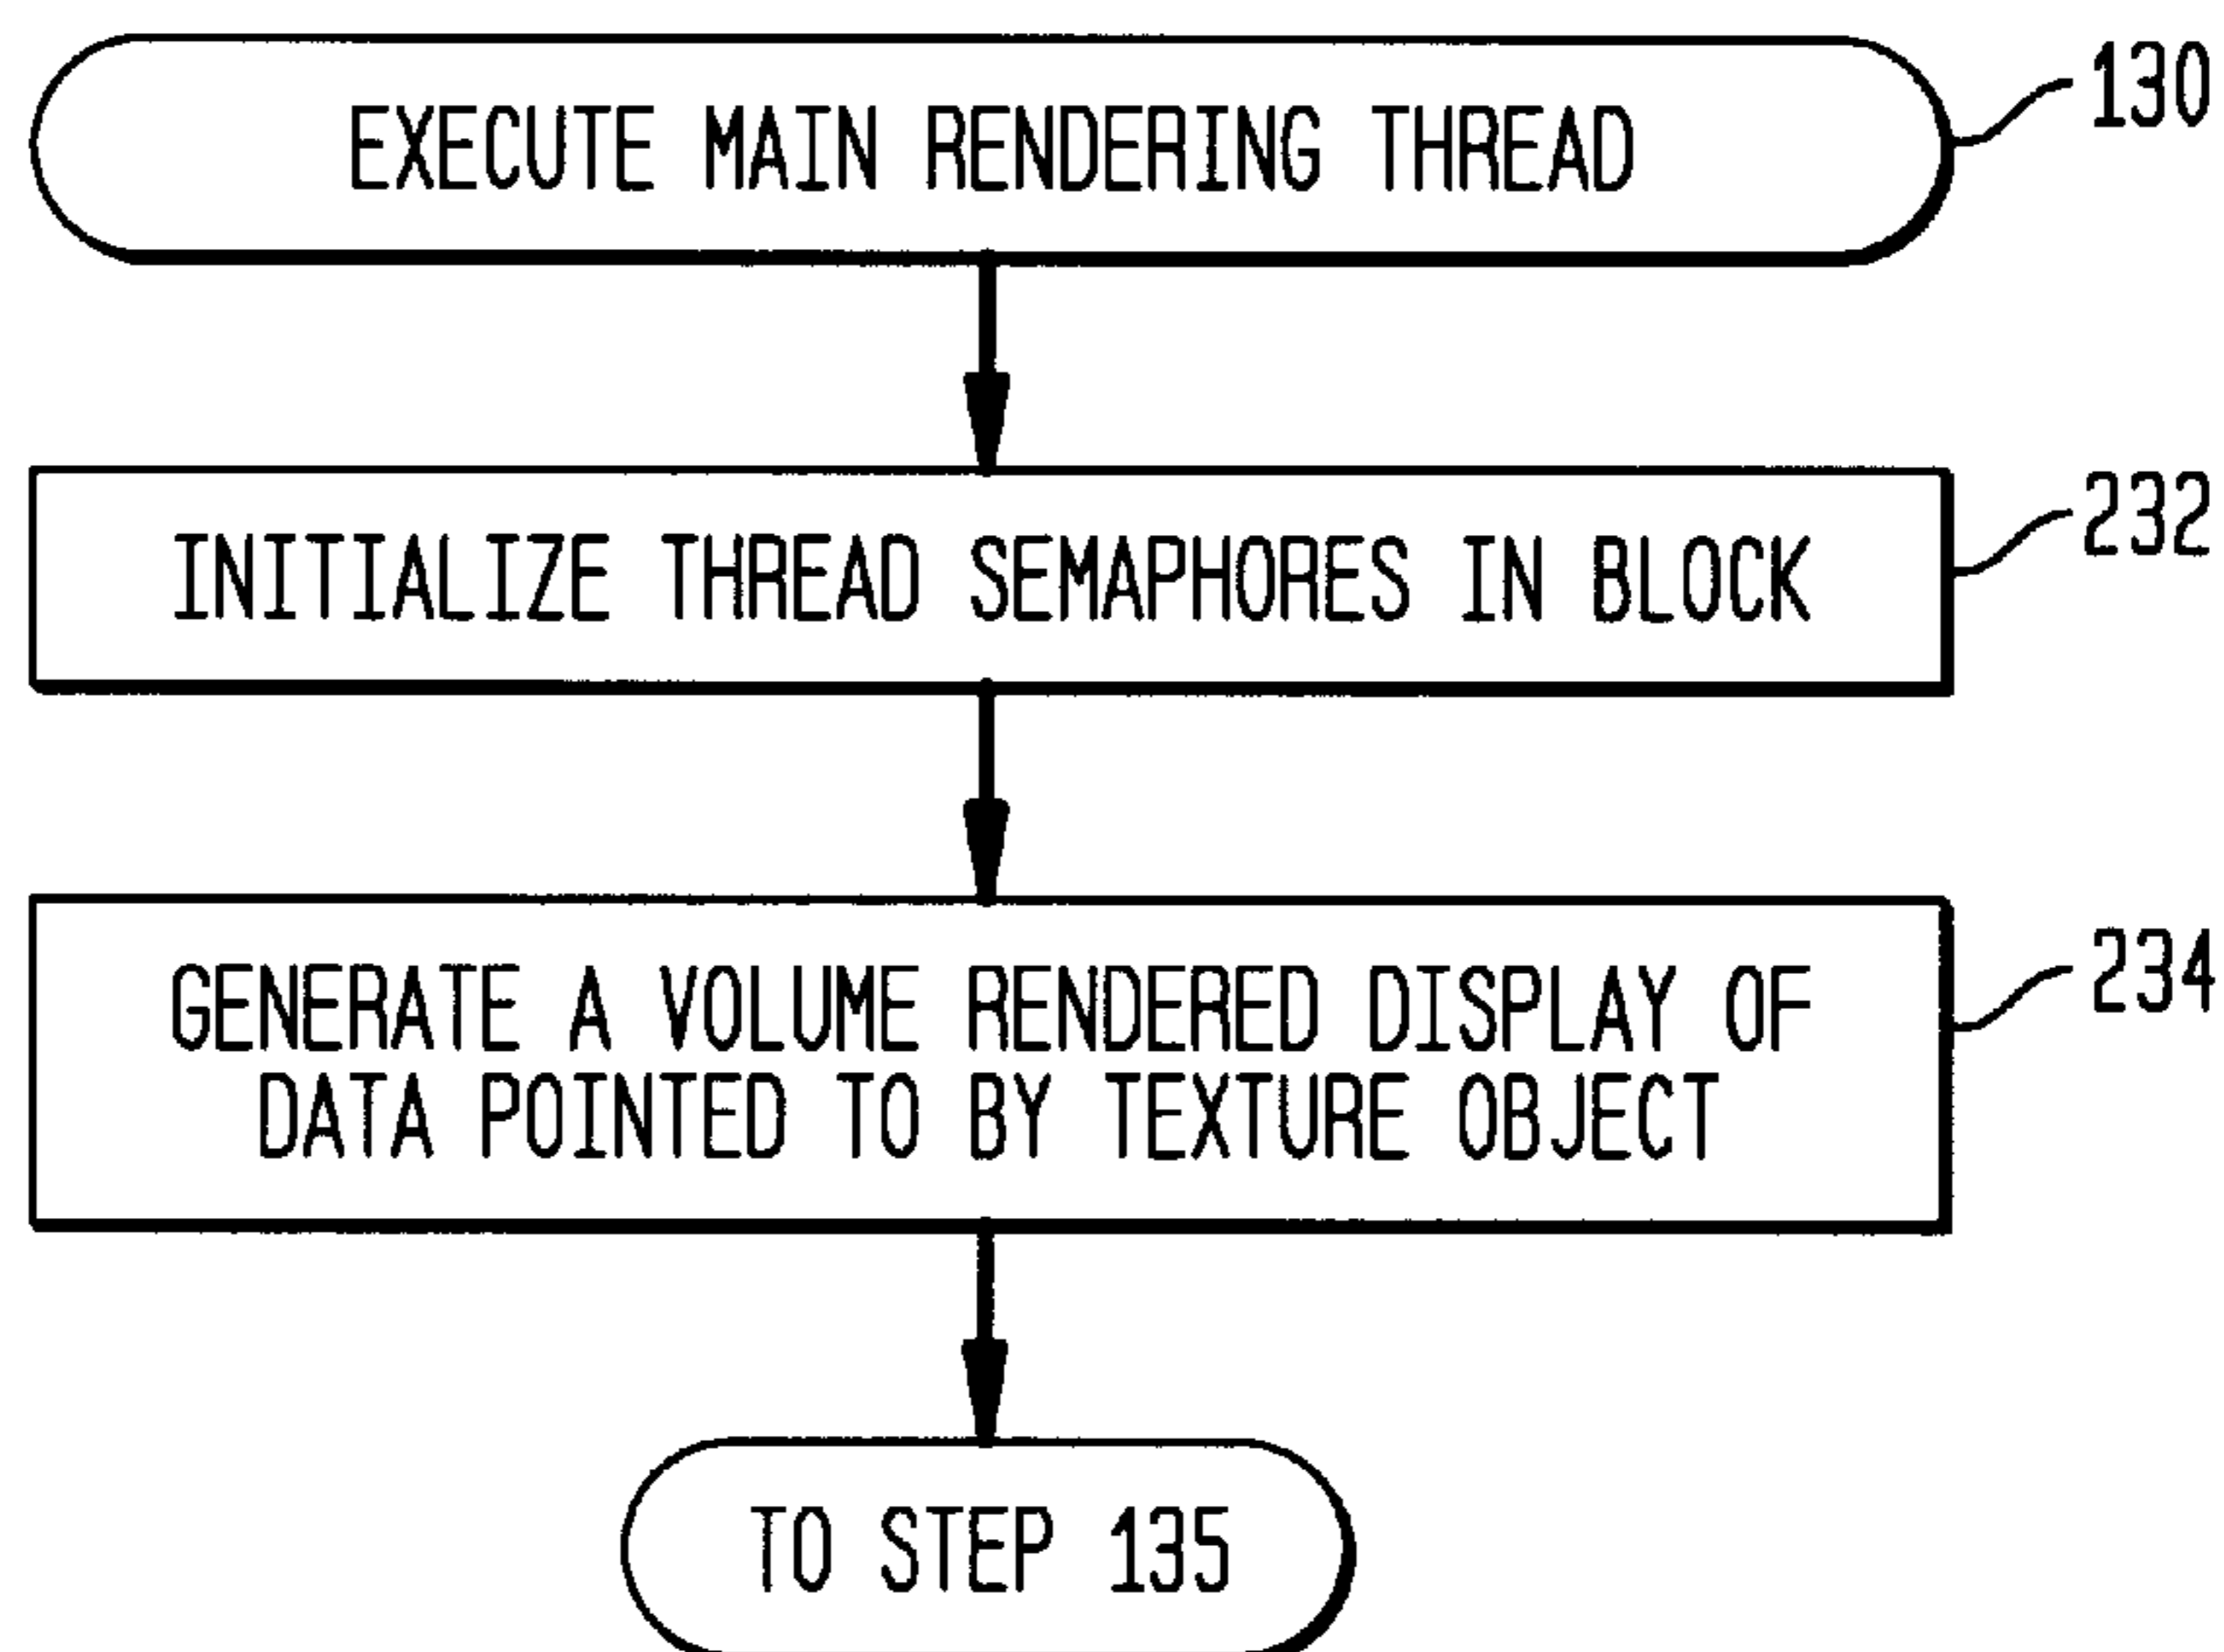 EXECUTE MAIN RENDERING THREAD
130
INITIALIZE THREAD SEMAPHORES IN BLOCK
232
GENERATE A VOLUME RENDERED DISPLAY OF
DATA POINTED TO BY TEXTURE OBJECT
234
TO STEP 135